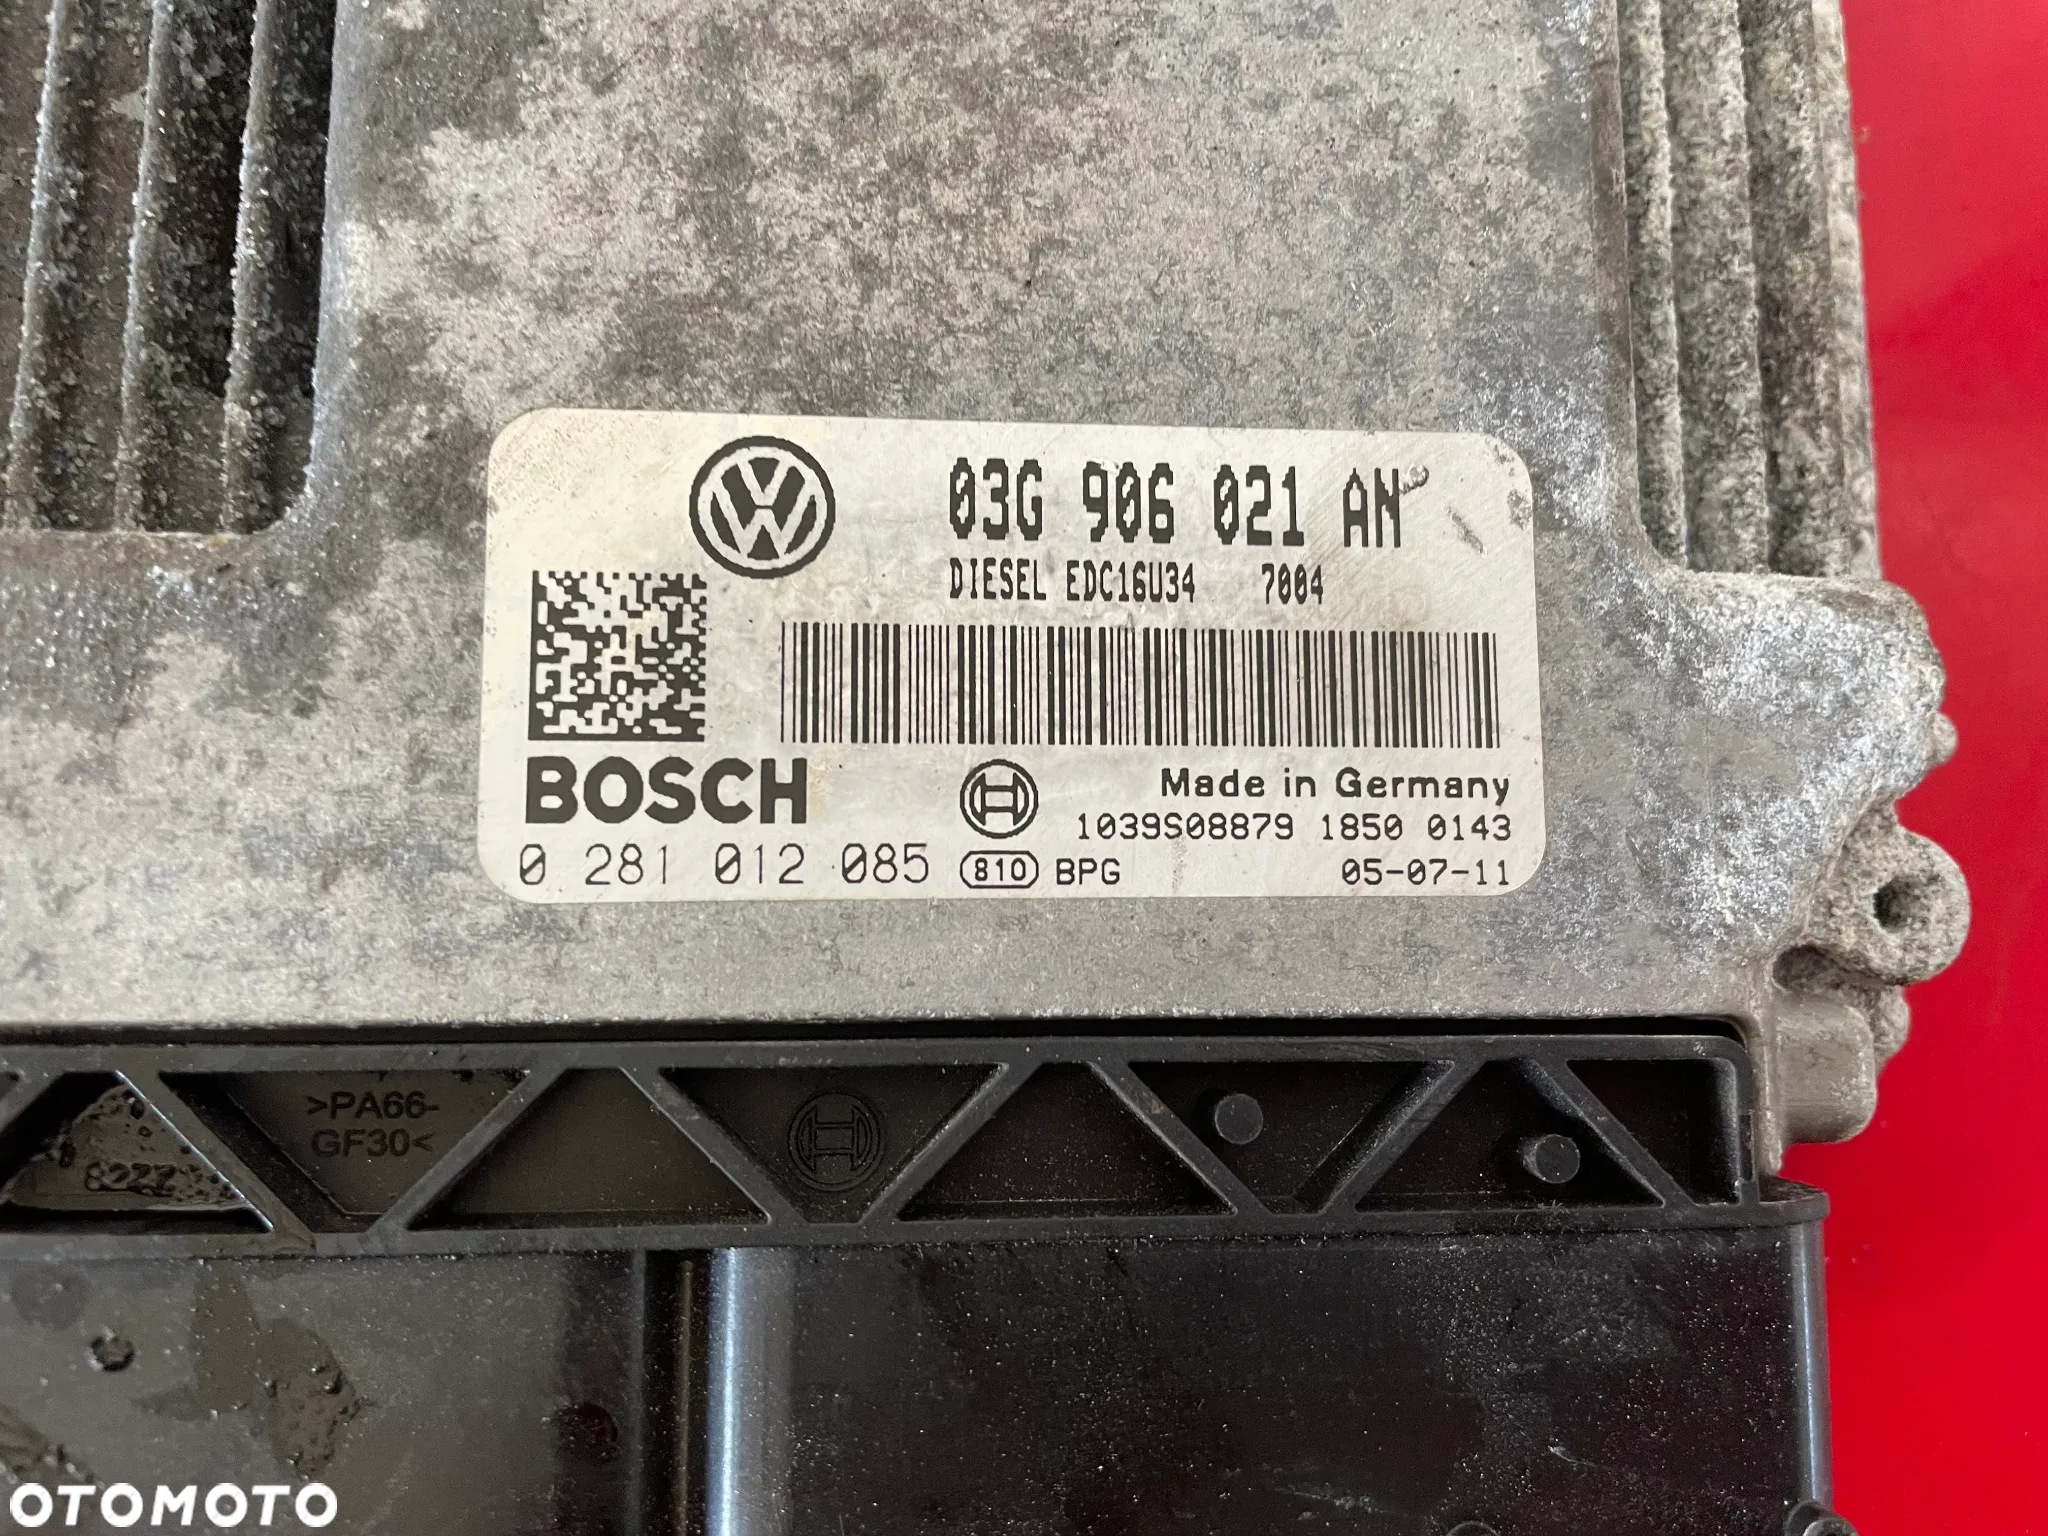 03G 906 021 AN
DIESEL EDC16U34 7004
BOSCH
Made in Germany
1039S08879 1850 0143
0 281 012 085 810 BPG 05-07-11
>PA66-
GF30<
OTOMOTO